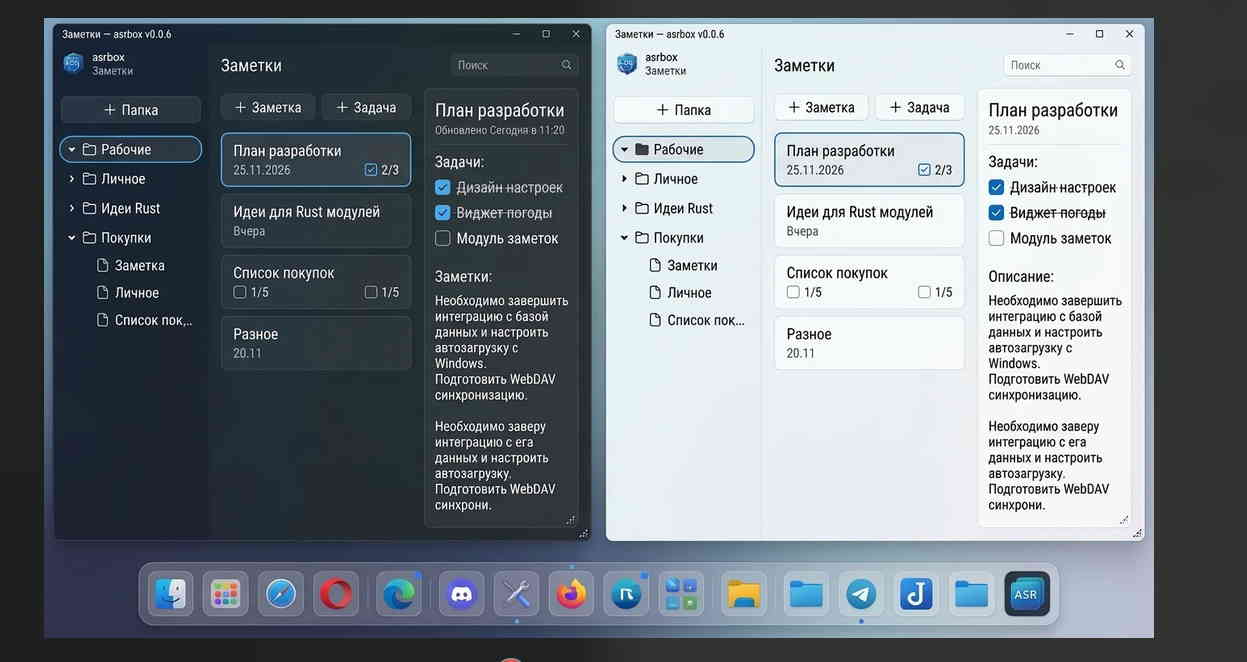 Заметки — asrbox v0.0.6
asrbox
Заметки
Заметки
Поиск
+ Папка
+ Заметка
+ Задача
Рабочие
Личное
Идеи Rust
Покупки
Заметка
Личное
Список пок,..
План разработки
25.11.2026
2/3
Идеи для Rust модулей
Вчера
Список покупок
1/5
1/5
Разное
20.11
План разработки
Обновлено Сегодня в 11:20
Задачи:
Дизайн настроек
Виджет погоды
Модуль заметок
Заметки:
Необходимо завершить
интеграцию с базой
данных и настроить
автозагрузку с
Windows.
Подготовить WebDAV
синхронизацию.
Необходимо заверу
интеграцию с ега
данных и настроить
автозагрузку.
Подготовить WebDAV
синхрони.
Заметки — asrbox v0.0.6
asrbox
Заметки
Заметки
Поиск
+ Папка
+ Заметка
+ Задача
Рабочие
Личное
Идеи Rust
Покупки
Заметки
Личное
Список пок...
План разработки
25.11.2026
2/3
Идеи для Rust модулей
Вчера
Список покупок
1/5
1/5
Разное
20.11
План разработки
25.11.2026
Задачи:
Дизайн настроек
Виджет погоды
Модуль заметок
Описание:
Необходимо завершить
интеграцию с базой
данных и настроить
автозагрузку с
Windows.
Подготовить WebDAV
синхронизацию.
Необходимо заверу
интеграцию с ега
данных и настроить
автозагрузку.
Подготовить WebDAV
синхрони.
ASR